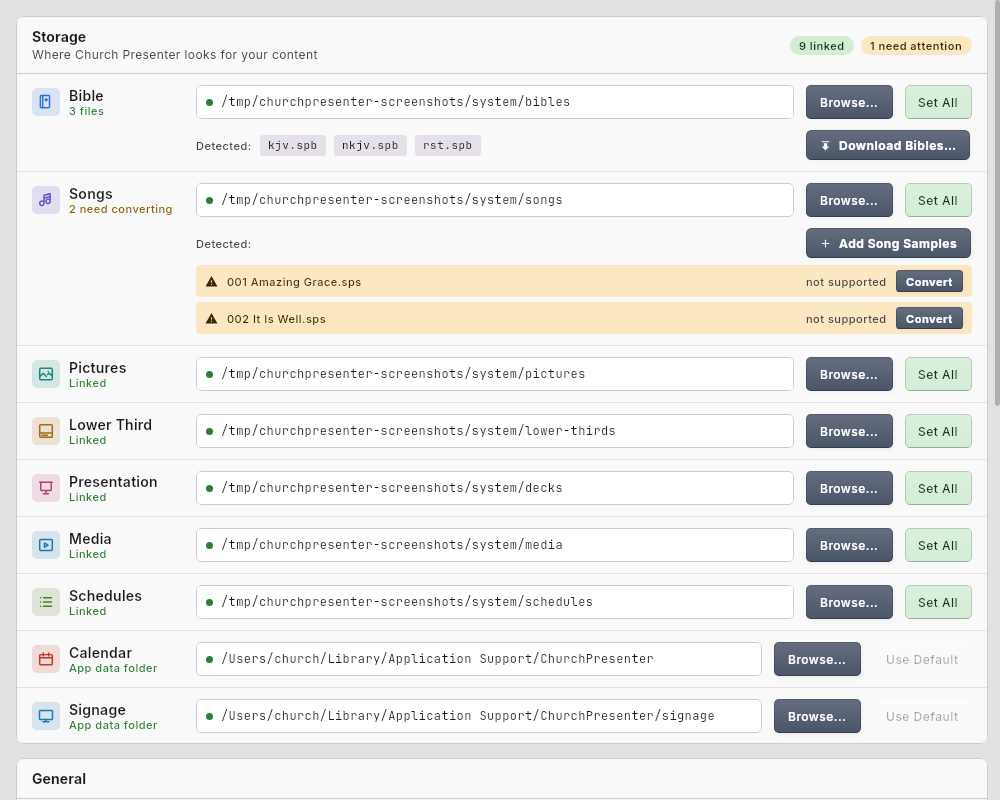 Storage
Where Church Presenter looks for your content
9 linked
1 need attention
Bible
3 files
/tmp/churchpresenter-screenshots/system/bibles
Browse...
Set All
Detected:
kjv.spb
nkjv.spb
rst.spb
Download Bibles...
Songs
2 need converting
/tmp/churchpresenter-screenshots/system/songs
Browse...
Set All
Detected:
+ Add Song Samples
001 Amazing Grace.sps
not supported
Convert
002 It Is Well.sps
not supported
Convert
Pictures
Linked
/tmp/churchpresenter-screenshots/system/pictures
Browse...
Set All
Lower Third
Linked
/tmp/churchpresenter-screenshots/system/lower-thirds
Browse...
Set All
Presentation
Linked
/tmp/churchpresenter-screenshots/system/decks
Browse...
Set All
Media
Linked
/tmp/churchpresenter-screenshots/system/media
Browse...
Set All
Schedules
Linked
/tmp/churchpresenter-screenshots/system/schedules
Browse...
Set All
Calendar
App data folder
/Users/church/Library/Application Support/ChurchPresenter
Browse...
Use Default
Signage
App data folder
/Users/church/Library/Application Support/ChurchPresenter/signage
Browse...
Use Default
General